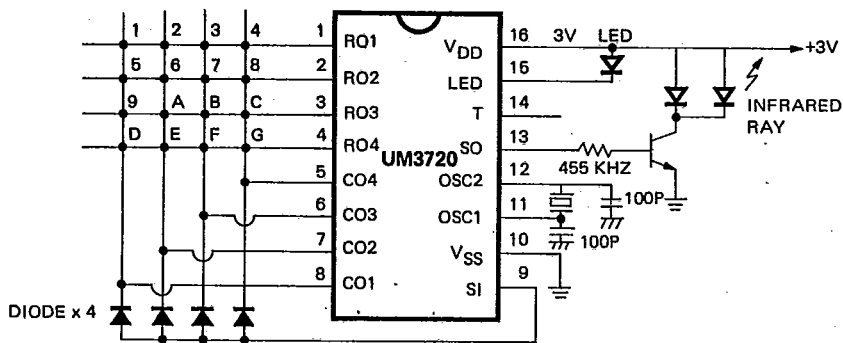 1 2 3 4 1 RO1 V_DD 16 3V LED +3V
5 6 7 8 2 RO2 LED 15
9 A B C 3 RO3 T 14 INFRARED
D E F G 4 RO4 SO 13 RAY
UM3720
455 KHZ
5 CO4 OSC2 12
6 CO3 OSC1 11 100P
7 CO2 V_SS 10 100P
8 CO1 SI 9
DIODE x 4